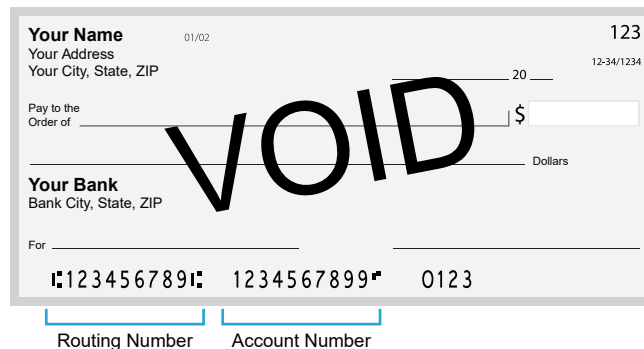 Your Name 01/02 123
Your Address
Your City, State, ZIP 12-34/1234
20
Pay to the
Order of $
Dollars
VOID
Your Bank
Bank City, State, ZIP
For
⑆123456789⑆ 1234567899⑈ 0123
Routing Number Account Number